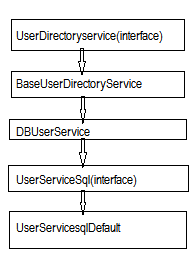 UserDirectoryservice(interface)
BaseUserDirectoryService
DBUserService
UserServiceSql(interface)
UserServicesqlDefault